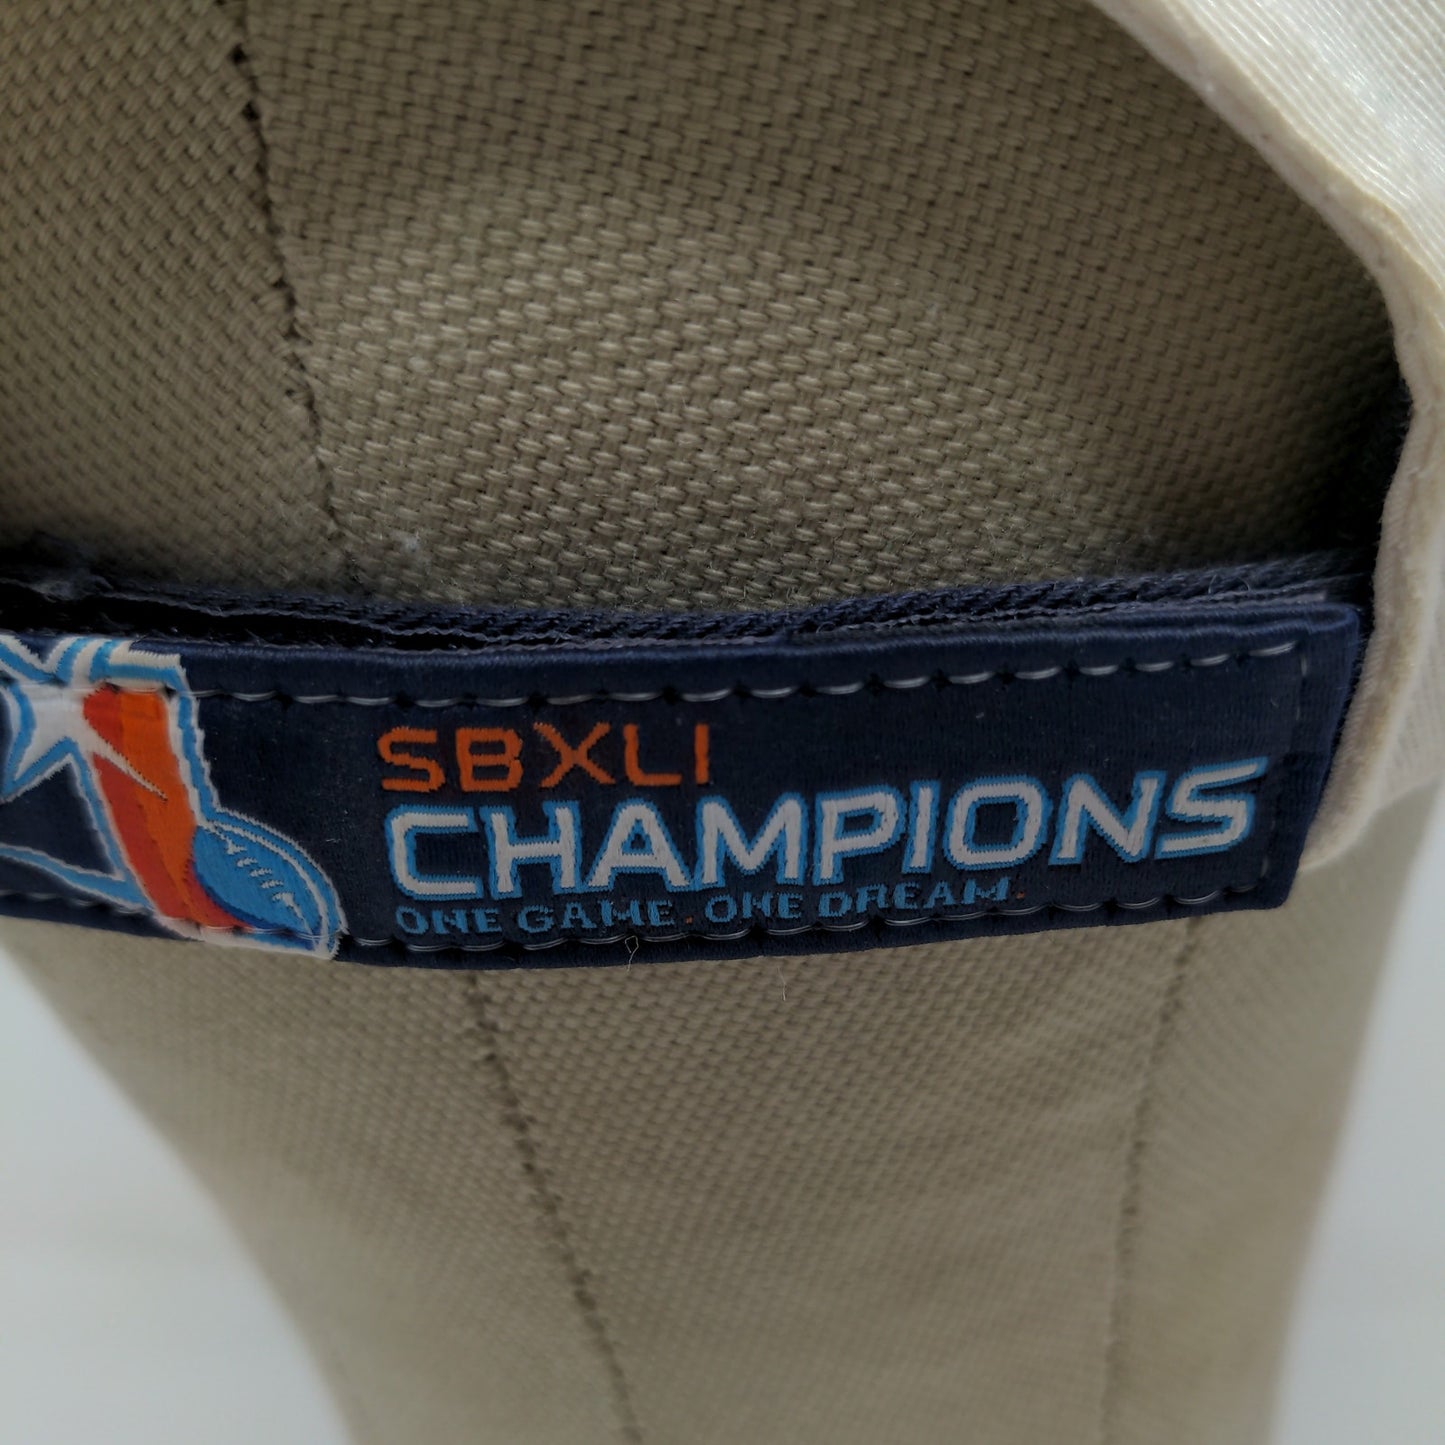 SBXLI
CHAMPIONS
ONE GAME. ONE DREAM.